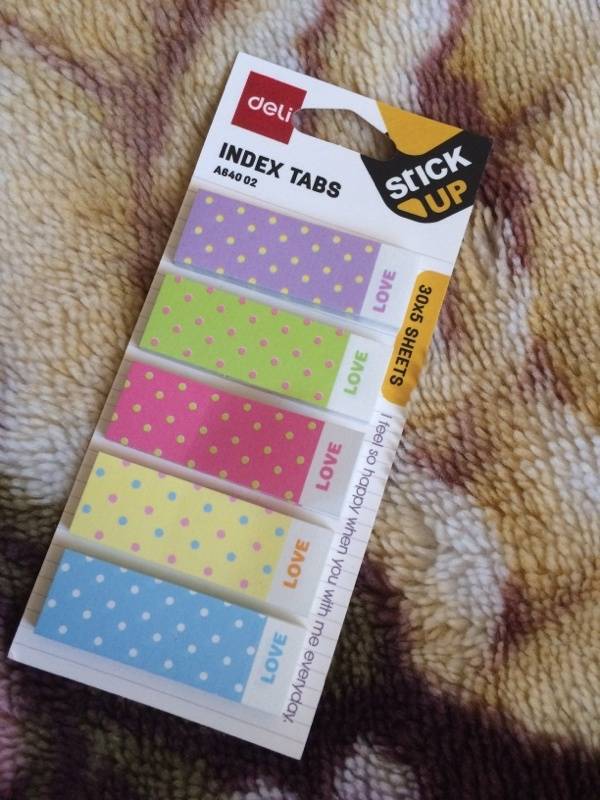 deli
STICK
UP
INDEX TABS
A640 02
30x5 SHEETS
LOVE
LOVE
LOVE
LOVE
LOVE
I feel so happy when you with me everyday.